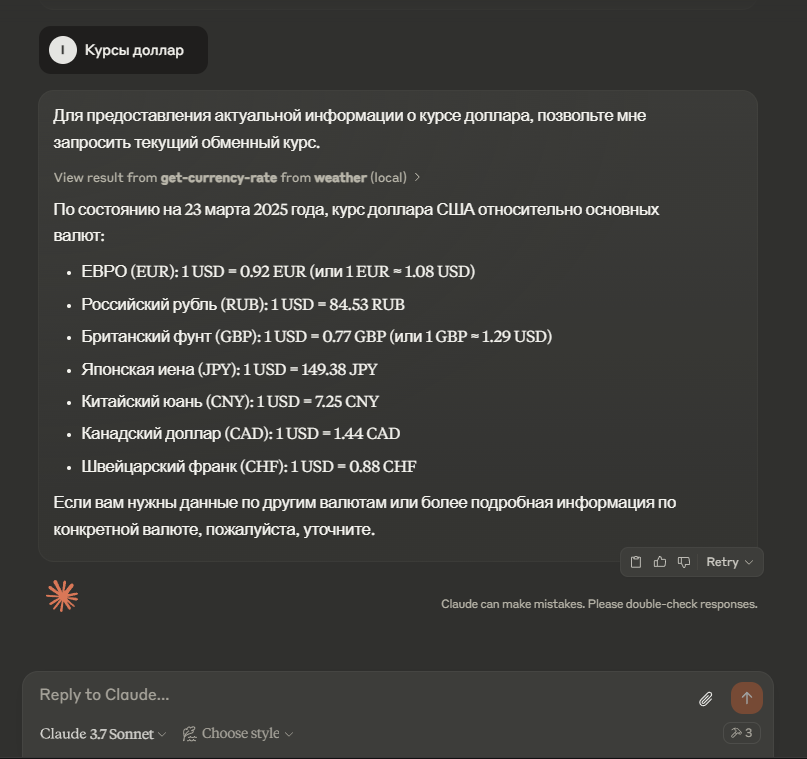 I Курсы доллар
Для предоставления актуальной информации о курсе доллара, позвольте мне
запросить текущий обменный курс.
View result from get-currency-rate from weather (local)
По состоянию на 23 марта 2025 года, курс доллара США относительно основных
валют:
• ЕВРО (EUR): 1 USD = 0.92 EUR (или 1 EUR ≈ 1.08 USD)
• Российский рубль (RUB): 1 USD = 84.53 RUB
• Британский фунт (GBP): 1 USD = 0.77 GBP (или 1 GBP ≈ 1.29 USD)
• Японская иена (JPY): 1 USD = 149.38 JPY
• Китайский юань (CNY): 1 USD = 7.25 CNY
• Канадский доллар (CAD): 1 USD = 1.44 CAD
• Швейцарский франк (CHF): 1 USD = 0.88 CHF
Если вам нужны данные по другим валютам или более подробная информация по
конкретной валюте, пожалуйста, уточните.
Retry
Claude can make mistakes. Please double-check responses.
Reply to Claude...
Claude 3.7 Sonnet Choose style 3